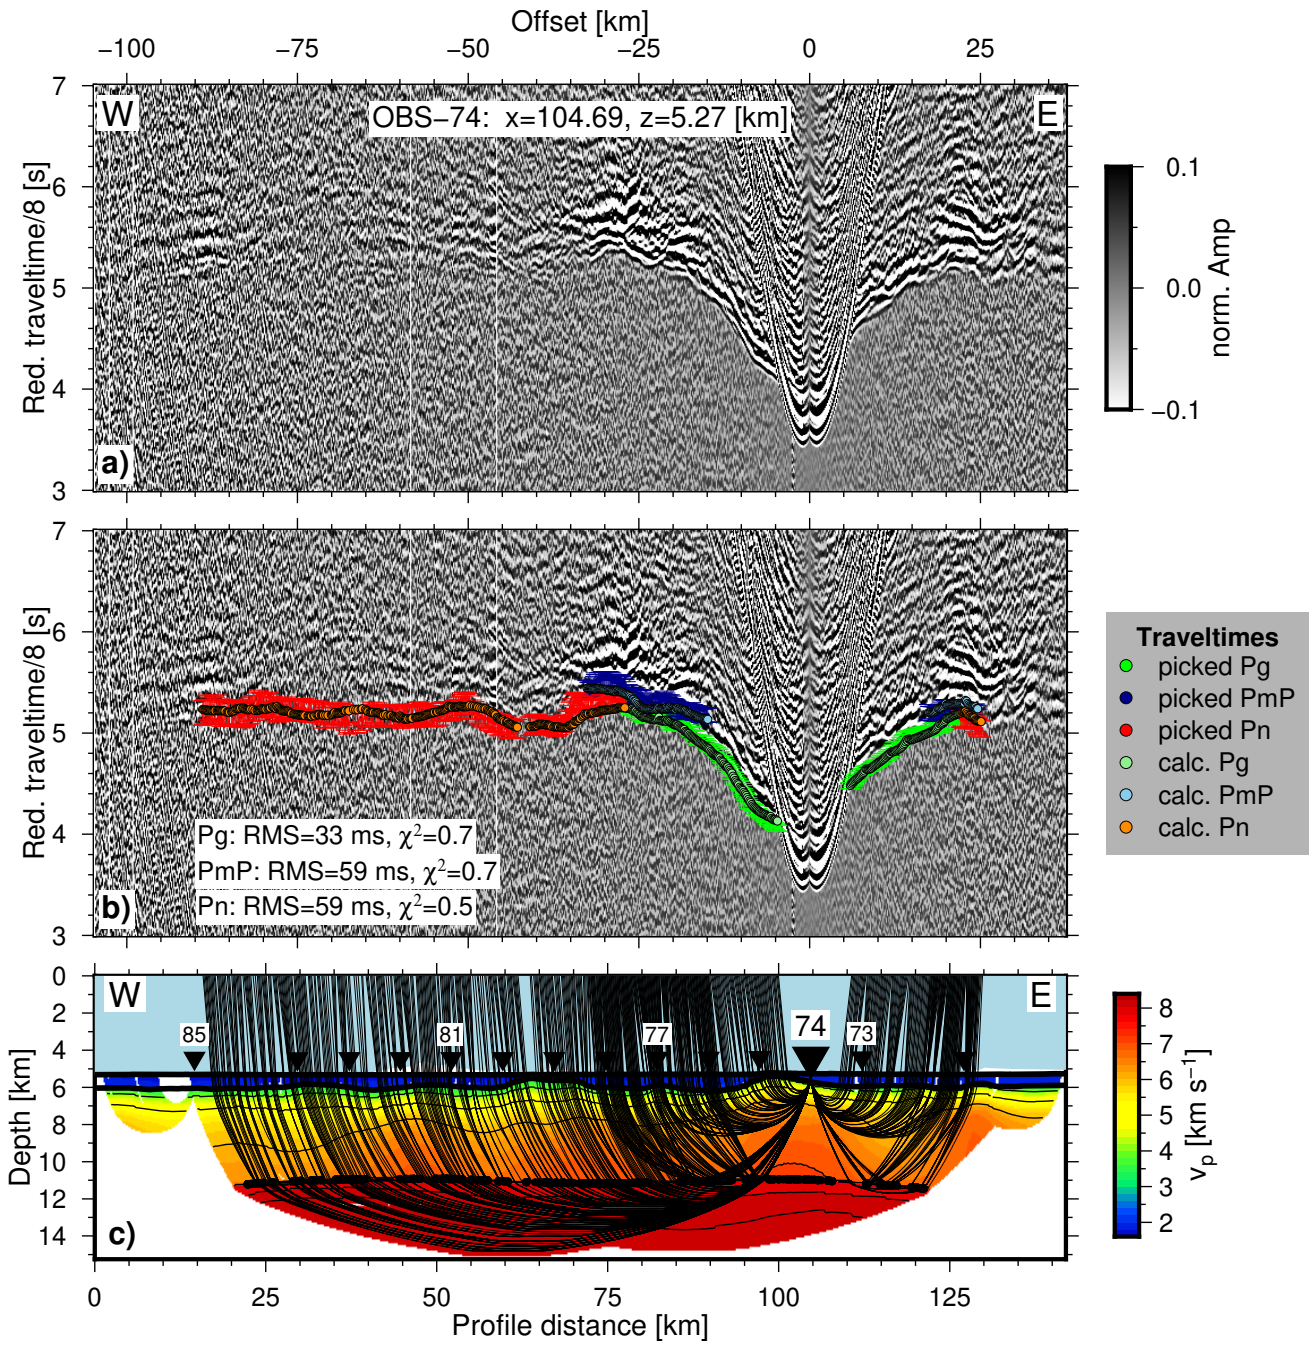 Offset [km]
−100 −75 −50 −25 0 25
7
W
E
OBS−74: x=104.69, z=5.27 [km]
6
5
4
3
Red. traveltime/8 [s]
a)
0.1
0.0
−0.1
norm. Amp
7
6
5
4
3
Red. traveltime/8 [s]
Pg: RMS=33 ms, χ²=0.7
PmP: RMS=59 ms, χ²=0.7
Pn: RMS=59 ms, χ²=0.5
b)
Traveltimes
picked Pg
picked PmP
picked Pn
calc. Pg
calc. PmP
calc. Pn
0
2
4
6
8
10
12
14
Depth [km]
W
E
85 81 77 74 73
c)
0 25 50 75 100 125
Profile distance [km]
8
7
6
5
4
3
2
vₚ [km s⁻¹]